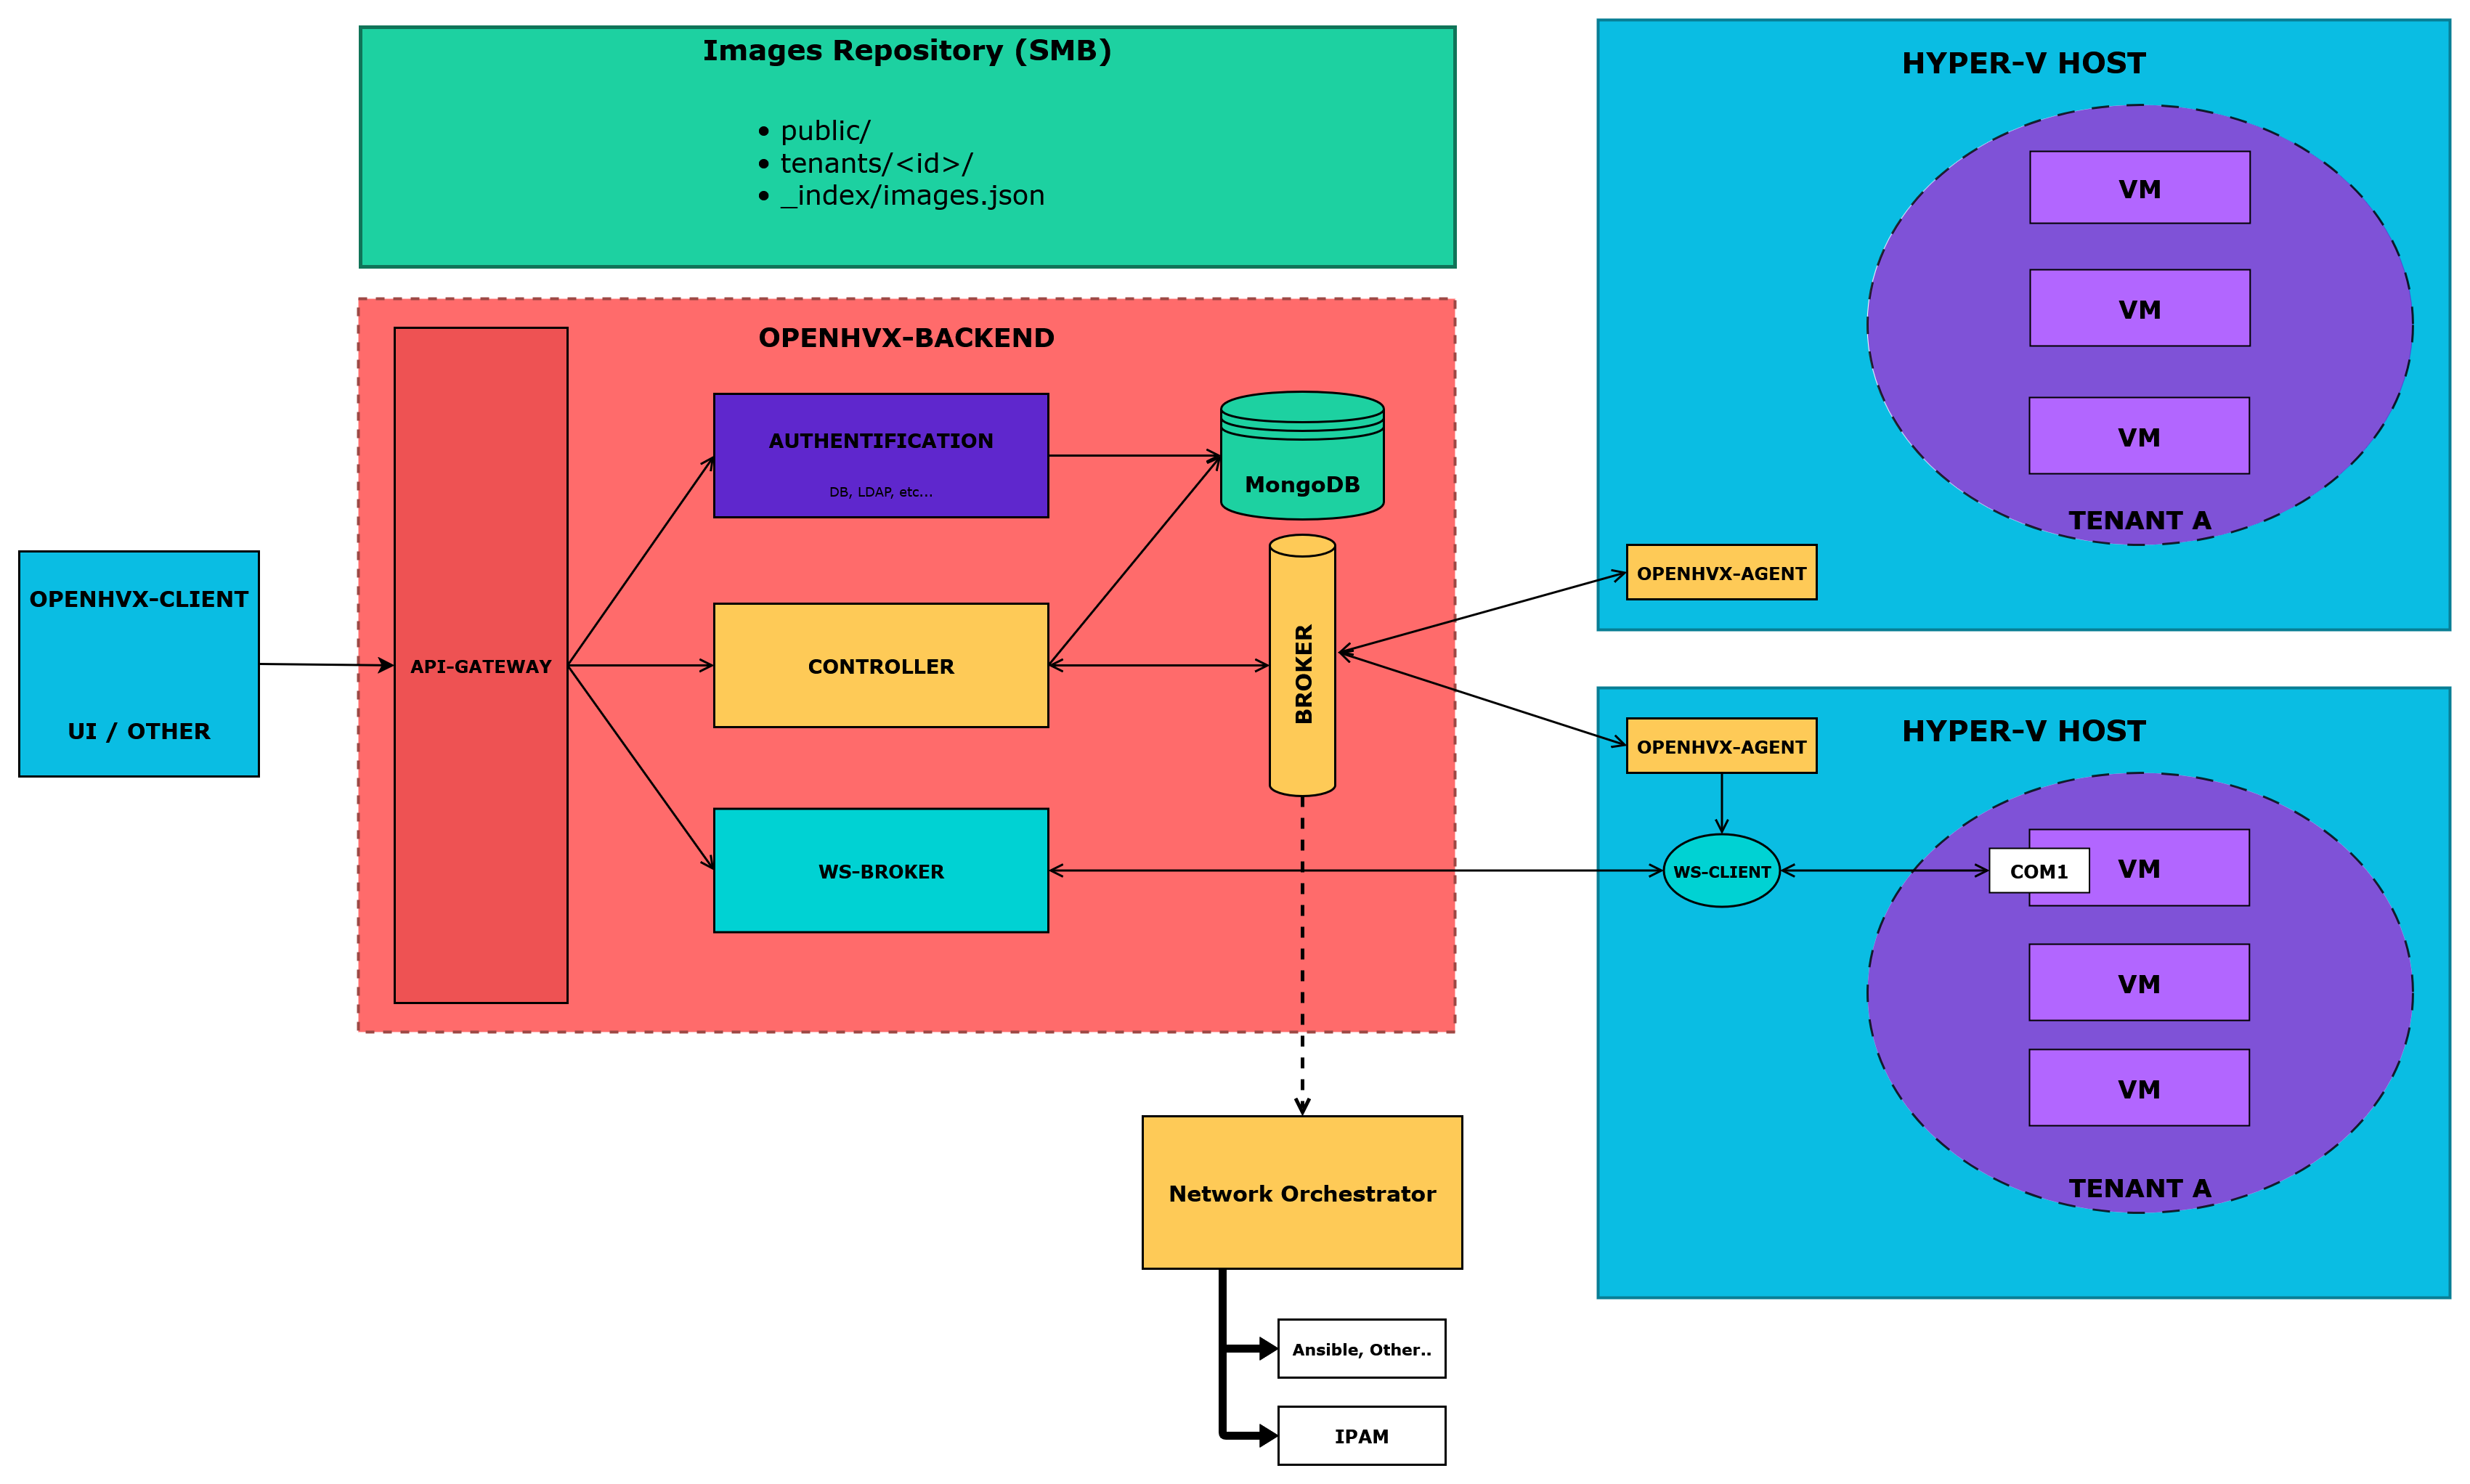 Images Repository (SMB)
• public/
• tenants/<id>/
• _index/images.json
OPENHVX-CLIENT
UI / OTHER
OPENHVX-BACKEND
API-GATEWAY
AUTHENTIFICATION
DB, LDAP, etc...
CONTROLLER
WS-BROKER
MongoDB
BROKER
Network Orchestrator
Ansible, Other..
IPAM
HYPER-V HOST
VM
VM
VM
TENANT A
OPENHVX-AGENT
HYPER-V HOST
OPENHVX-AGENT
WS-CLIENT
COM1
VM
VM
VM
TENANT A